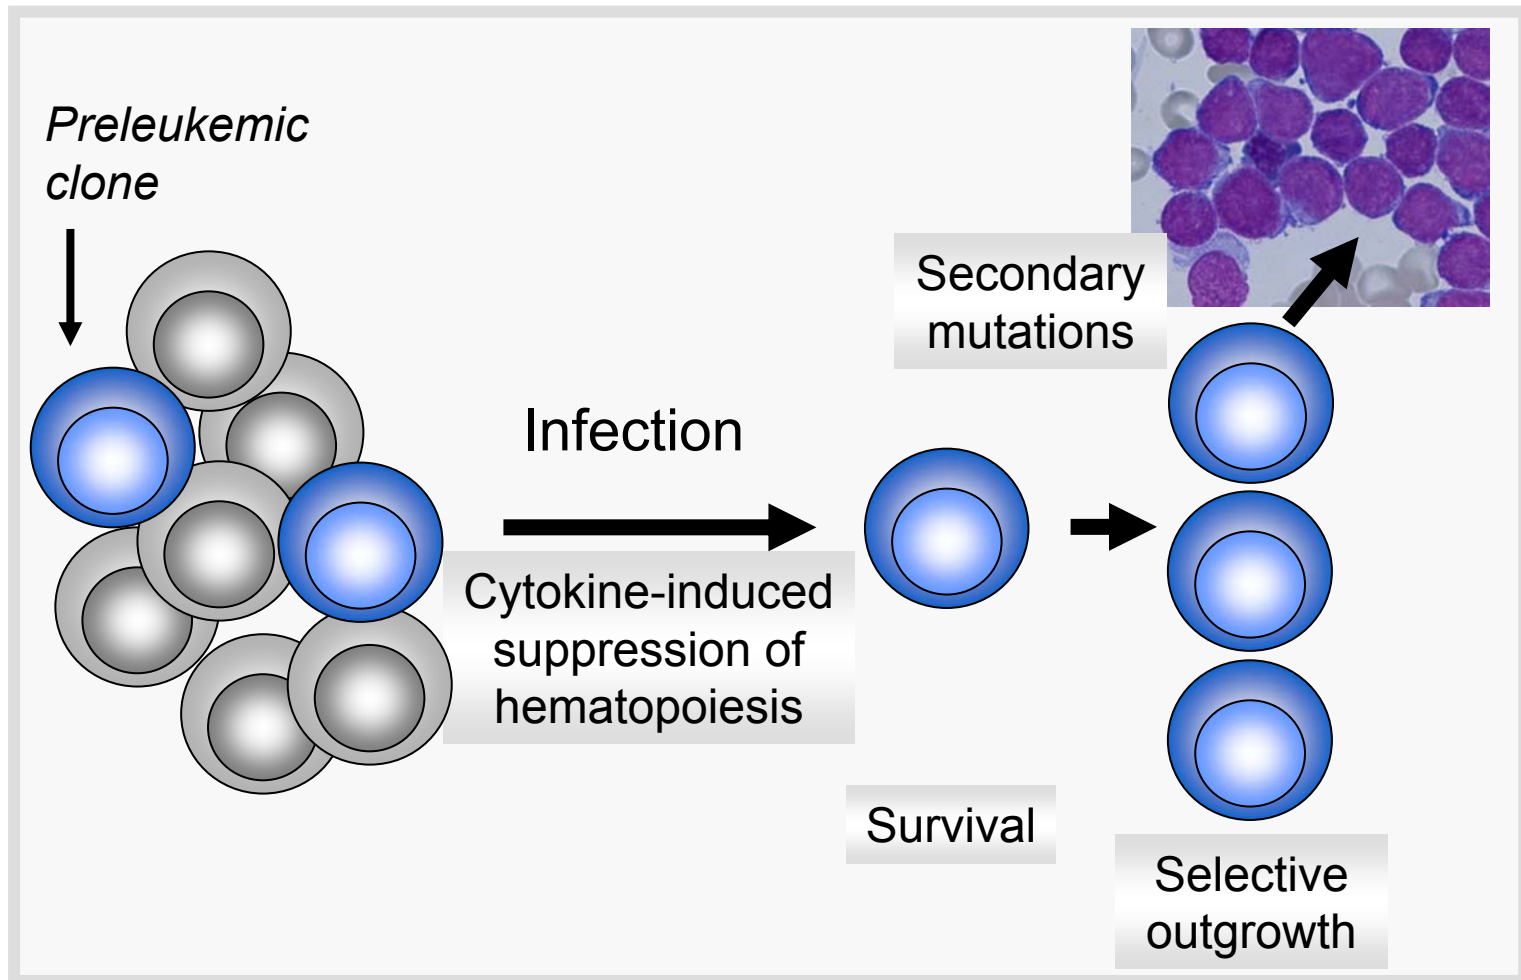 Preleukemic
clone
Infection
Cytokine-induced
suppression of
hematopoiesis
Survival
Secondary
mutations
Selective
outgrowth